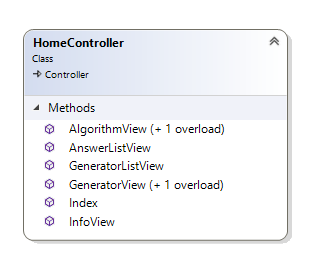 HomeController
Class
Controller
Methods
AlgorithmView (+ 1 overload)
AnswerListView
GeneratorListView
GeneratorView (+ 1 overload)
Index
InfoView